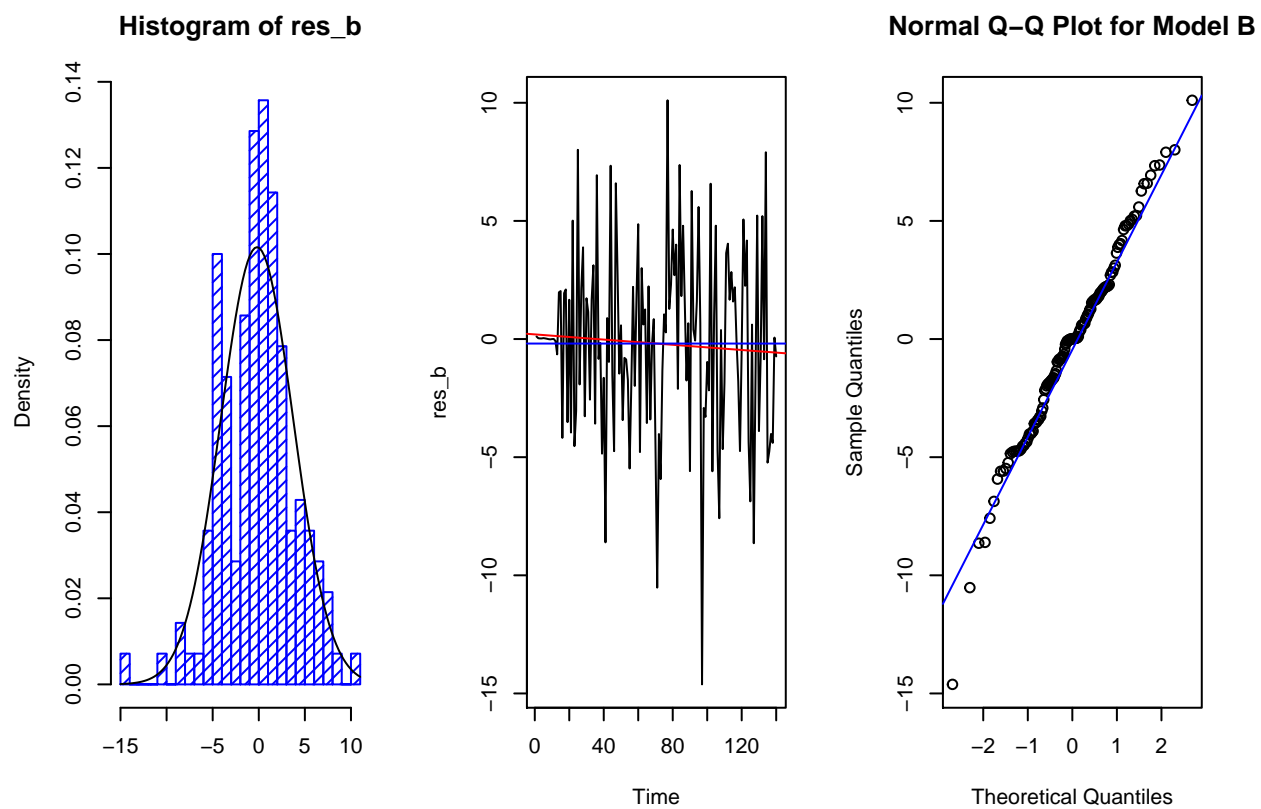 Histogram of res_b
Density
0.00 0.02 0.04 0.06 0.08 0.10 0.12 0.14
−15 −5 0 5 10
res_b
−15 −10 −5 0 5 10
0 40 80 120
Time
Normal Q−Q Plot for Model B
Sample Quantiles
−15 −10 −5 0 5 10
−2 −1 0 1 2
Theoretical Quantiles